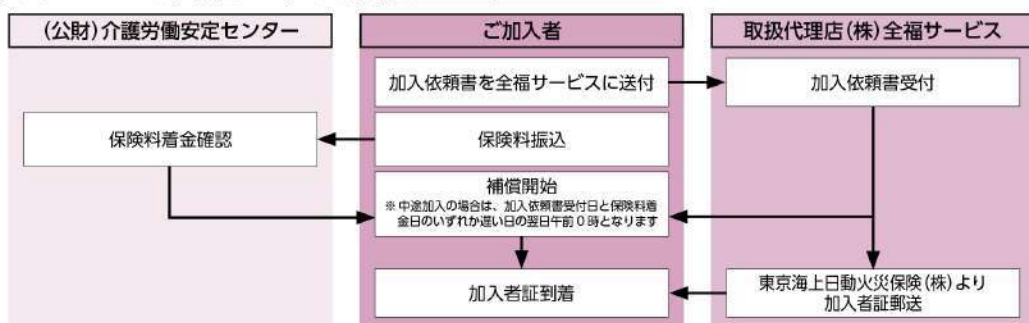 (公財)介護労働安定センター
ご加入者
取扱代理店(株)全福サービス
加入依頼書を全福サービスに送付
加入依頼書受付
保険料着金確認
保険料振込
補償開始
※中途加入の場合は、加入依頼書受付日と保険料着
金日のいずれか遅い日の翌日午前0時となります
加入者証到着
東京海上日動火災保険(株)より
加入者証郵送